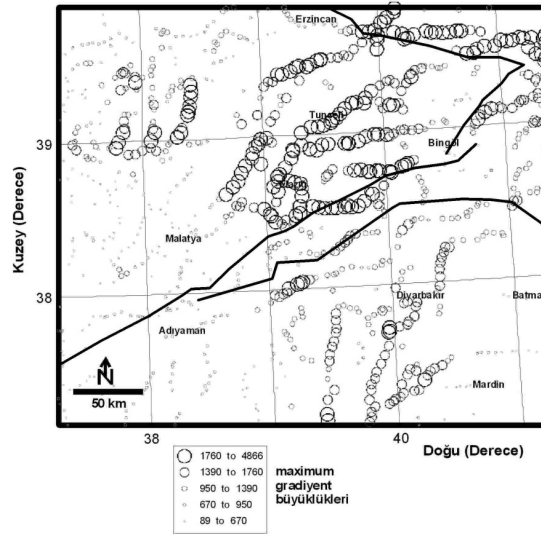 Erzincan
Tunceli
39
Bingöl
Kuzey (Derece)
Malatya
38
Diyarbakır
Batma
Adıyaman
N
50 km
Mardin
38
40
Doğu (Derece)
1760 to 4866
1390 to 1760
950 to 1390
670 to 950
89 to 670
maximum
gradiyent
büyüklükleri